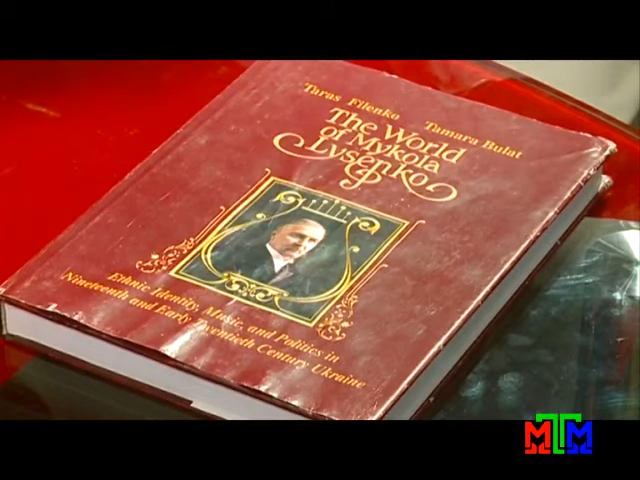 Taras Filenko Tamara Bulat
The World
of Mykola
Lysenko
Ethnic Identity, Music, and Politics in
Nineteenth and Early Twentieth Century Ukraine
MTM